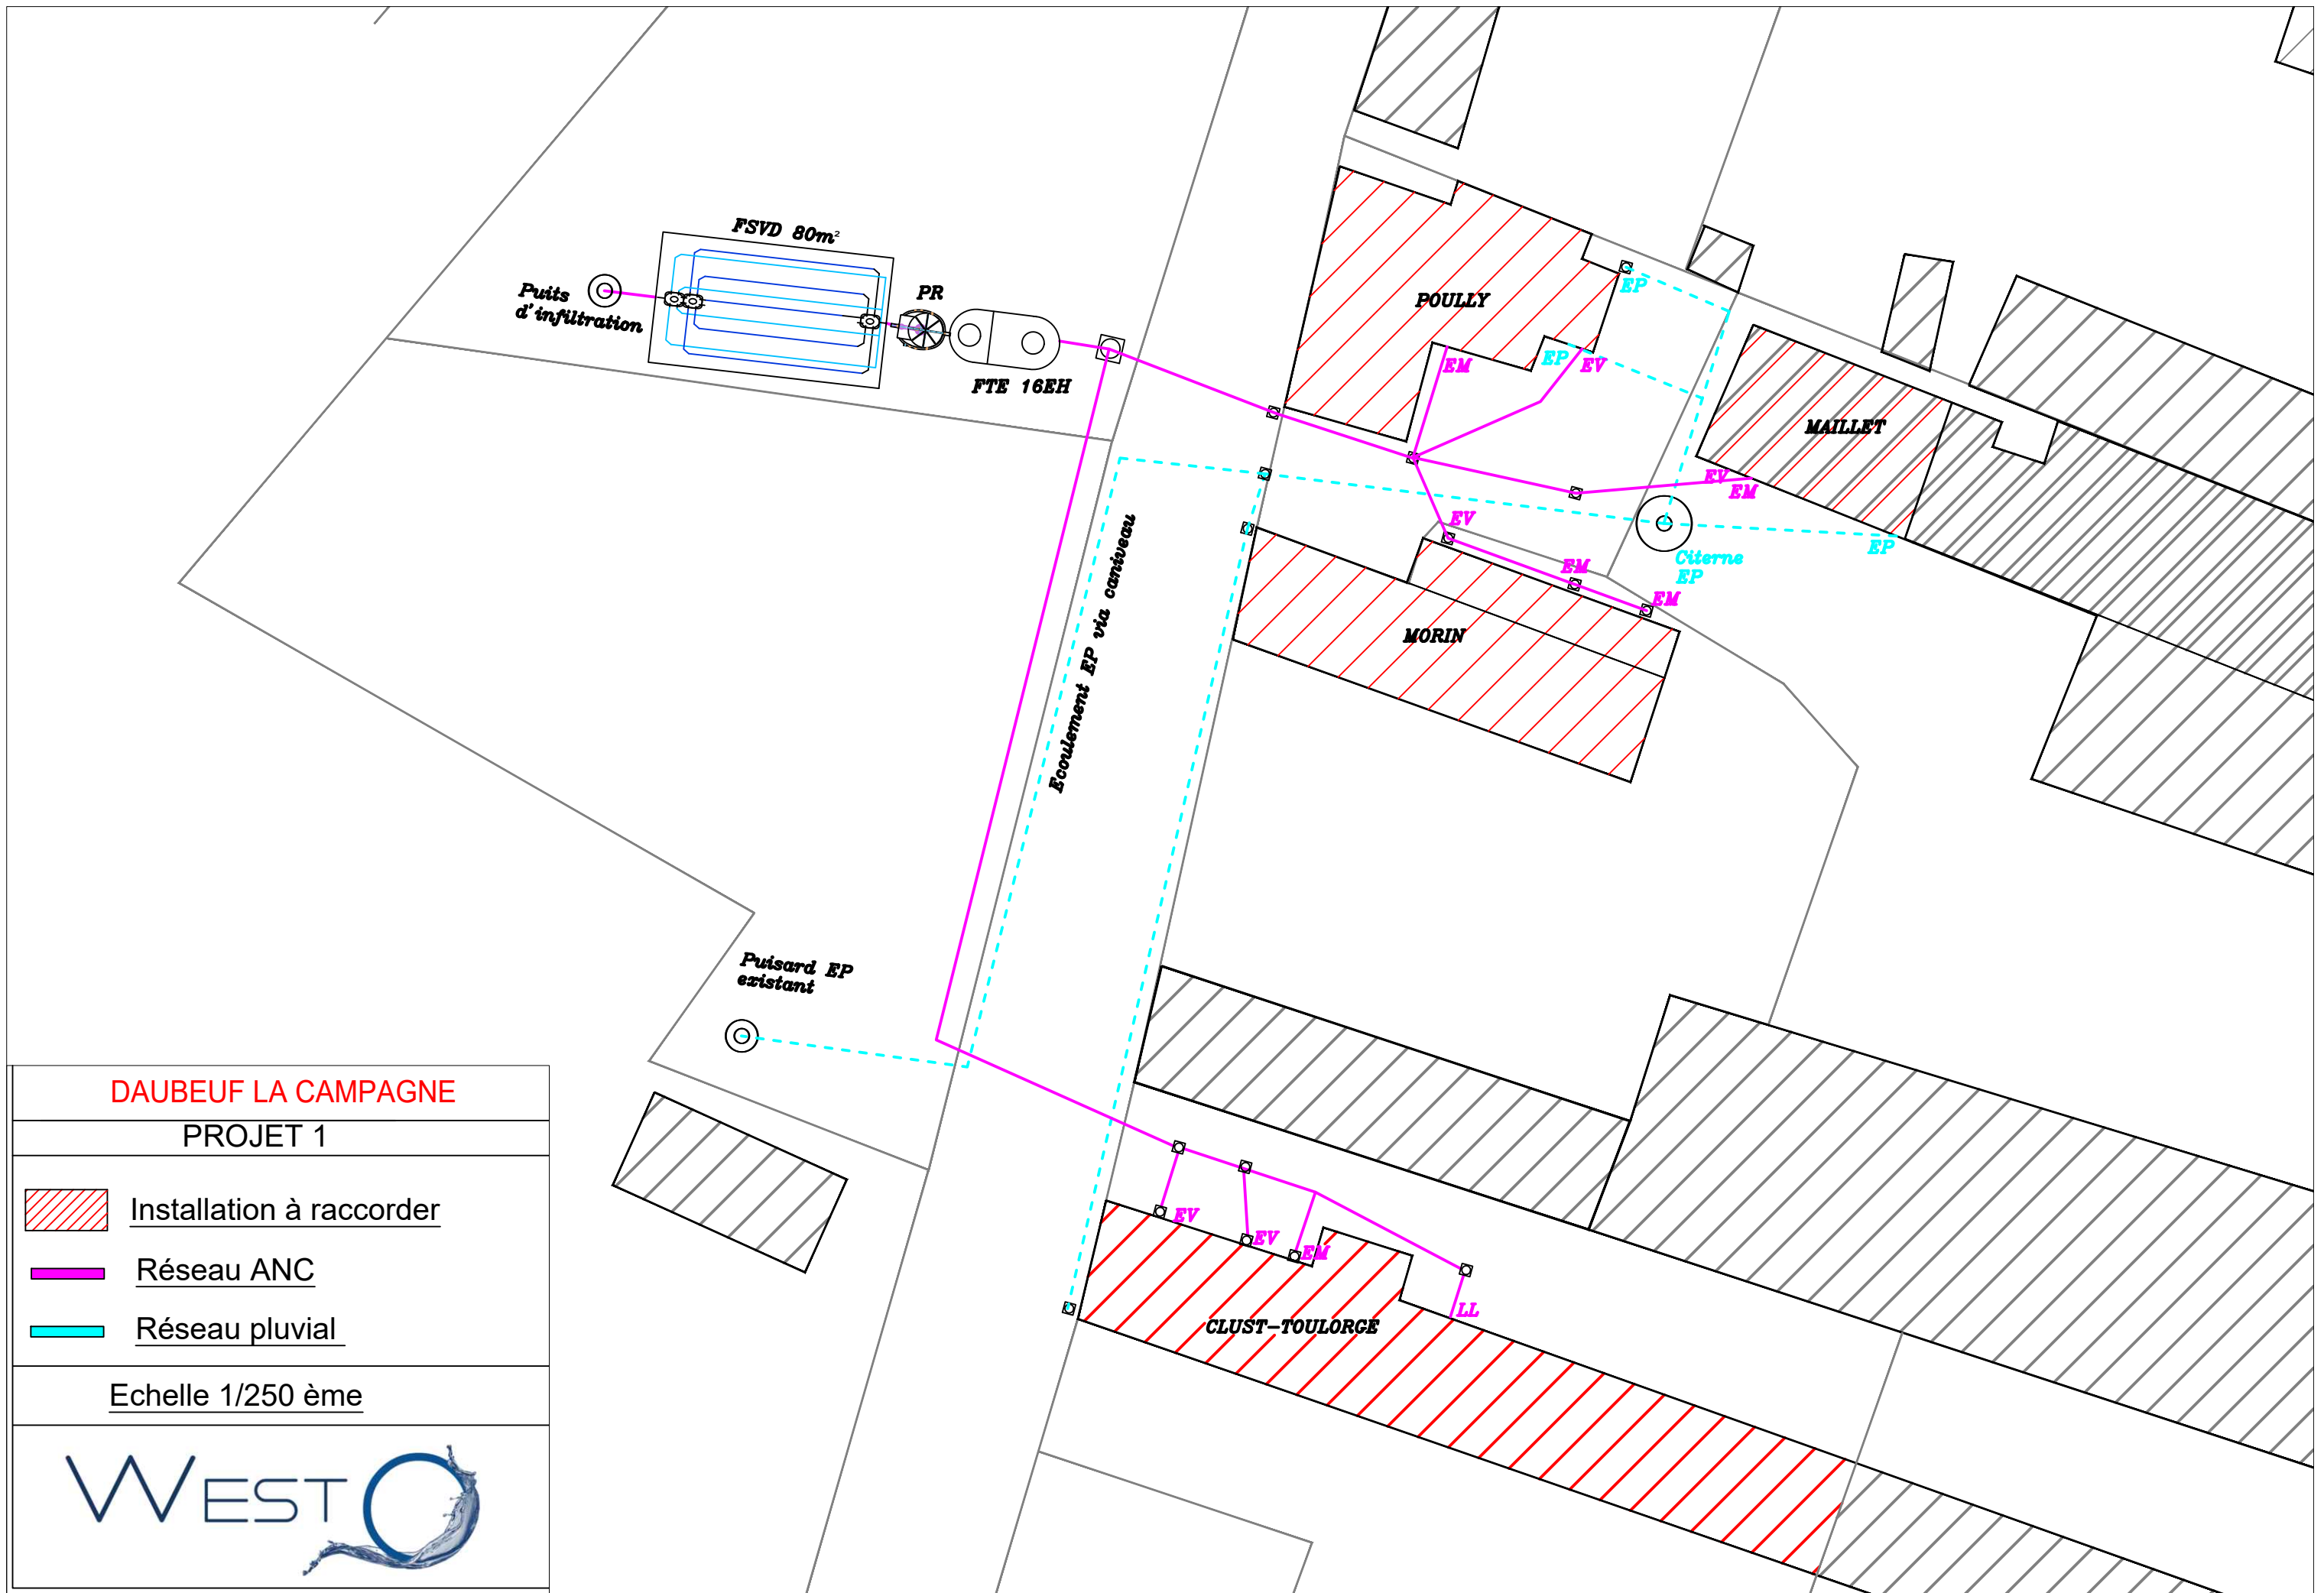 FSVD 80m²
Puits
d'infiltration
PR
FTE 16EH
POULLY
EP
EM
EP
EV
MAILLET
EV
EM
EV
EP
Citerne
EP
EM
EM
MORIN
Ecoulement EP via caniveau
Puisard EP
existant
EV
EV
EM
LL
CLUST-TOULORGE
DAUBEUF LA CAMPAGNE
PROJET 1
Installation à raccorder
Réseau ANC
Réseau pluvial
Echelle 1/250 ème
WEST O